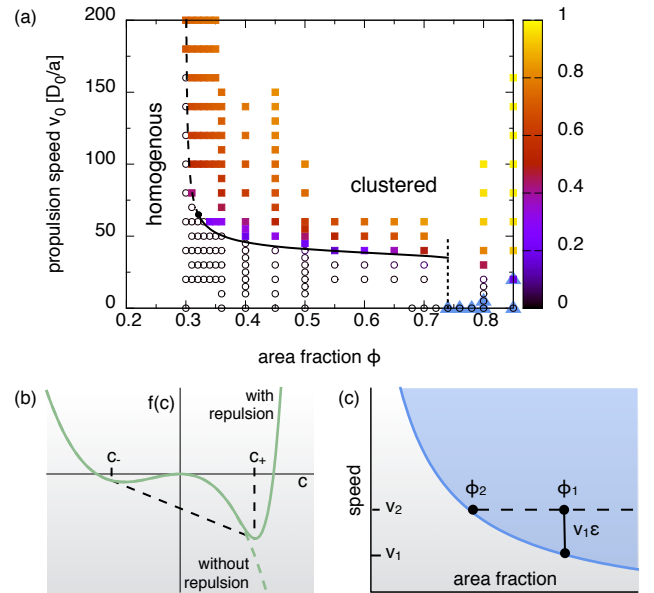 (a)
propulsion speed v₀ [D₀/a]
200
150
100
50
0
homogenous
clustered
0.2
0.3
0.4
0.5
0.6
0.7
0.8
area fraction ϕ
1
0.8
0.6
0.4
0.2
0
(b)
f(c)
with
repulsion
c₋
c₊
c
without
repulsion
(c)
speed
v₂
v₁
ϕ₂
ϕ₁
v₁ε
area fraction